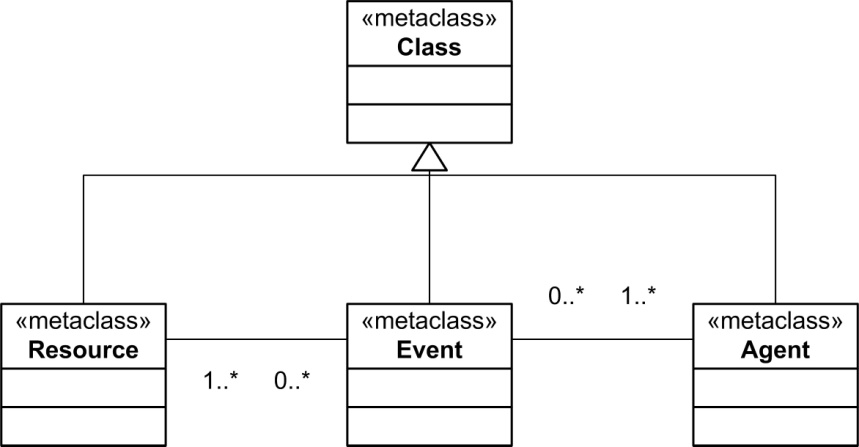 «metaclass»
Class
0..* 1..*
«metaclass»
Resource
«metaclass»
Event
«metaclass»
Agent
1..* 0..*